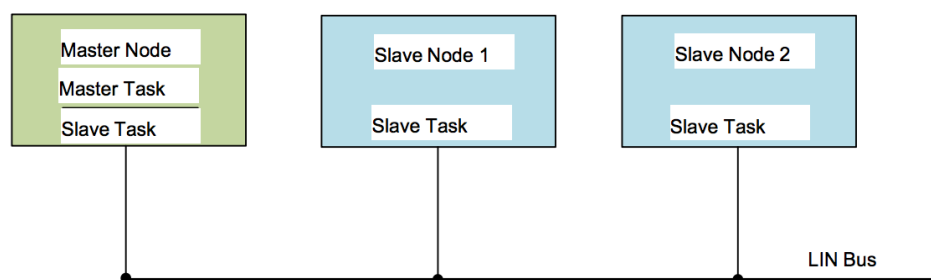 Master Node
Master Task
Slave Task
Slave Node 1
Slave Task
Slave Node 2
Slave Task
LIN Bus